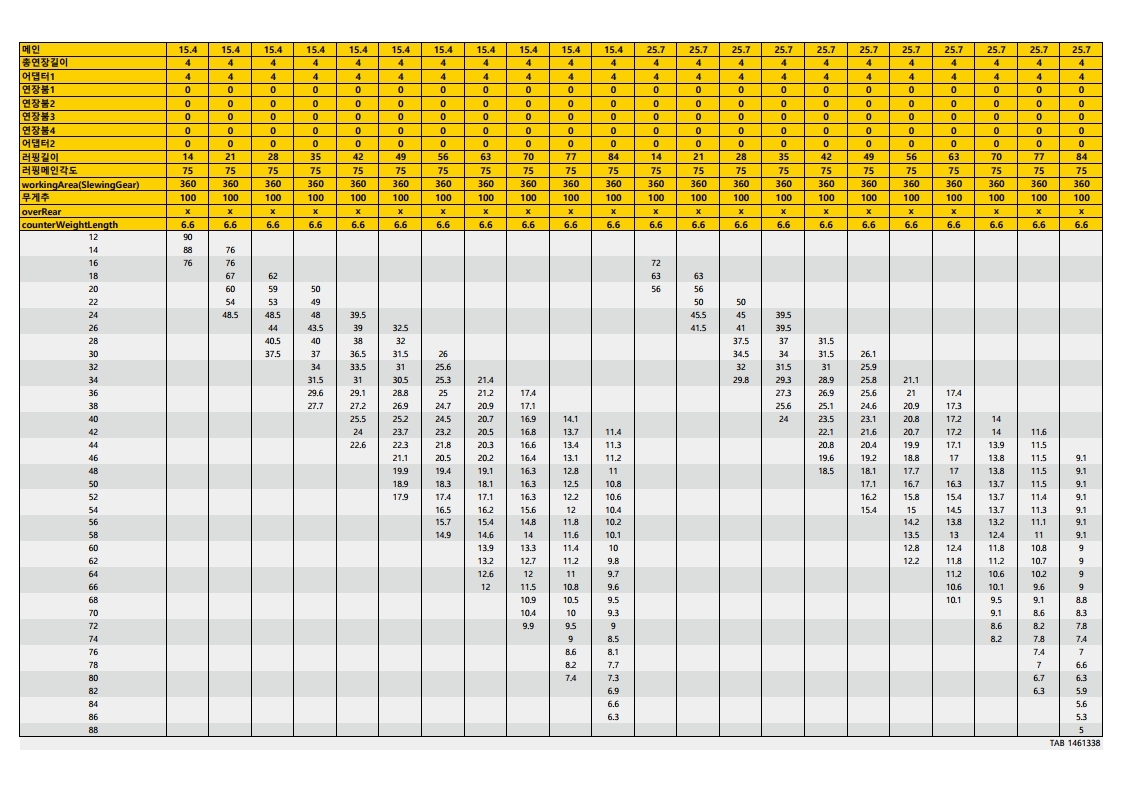 메인 15.4 15.4 15.4 15.4 15.4 15.4 15.4 15.4 15.4 15.4 15.4 25.7 25.7 25.7 25.7 25.7 25.7 25.7 25.7 25.7 25.7 25.7
총연장길이 4 4 4 4 4 4 4 4 4 4 4 4 4 4 4 4 4 4 4 4 4 4
어댑터1 4 4 4 4 4 4 4 4 4 4 4 4 4 4 4 4 4 4 4 4 4 4
연장붐1 0 0 0 0 0 0 0 0 0 0 0 0 0 0 0 0 0 0 0 0 0 0
연장붐2 0 0 0 0 0 0 0 0 0 0 0 0 0 0 0 0 0 0 0 0 0 0
연장붐3 0 0 0 0 0 0 0 0 0 0 0 0 0 0 0 0 0 0 0 0 0 0
연장붐4 0 0 0 0 0 0 0 0 0 0 0 0 0 0 0 0 0 0 0 0 0 0
어댑터2 0 0 0 0 0 0 0 0 0 0 0 0 0 0 0 0 0 0 0 0 0 0
러핑길이 14 21 28 35 42 49 56 63 70 77 84 14 21 28 35 42 49 56 63 70 77 84
러핑메인각도 75 75 75 75 75 75 75 75 75 75 75 75 75 75 75 75 75 75 75 75 75 75
workingArea(SlewingGear) 360 360 360 360 360 360 360 360 360 360 360 360 360 360 360 360 360 360 360 360 360 360
무게추 100 100 100 100 100 100 100 100 100 100 100 100 100 100 100 100 100 100 100 100 100 100
overRear x x x x x x x x x x x x x x x x x x x x x x
counterWeightLength 6.6 6.6 6.6 6.6 6.6 6.6 6.6 6.6 6.6 6.6 6.6 6.6 6.6 6.6 6.6 6.6 6.6 6.6 6.6 6.6 6.6 6.6
12 90
14 88 76
16 76 76 72
18 67 62 63 63
20 60 59 50 56 56
22 54 53 49 50 50
24 48.5 48.5 48 39.5 45.5 45 39.5
26 44 43.5 39 32.5 41.5 41 39.5
28 40.5 40 38 32 37.5 37 31.5
30 37.5 37 36.5 31.5 26 34.5 34 31.5 26.1
32 34 33.5 31 25.6 32 31.5 31 25.9
34 31.5 31 30.5 25.3 21.4 29.8 29.3 28.9 25.8 21.1
36 29.6 29.1 28.8 25 21.2 17.4 27.3 26.9 25.6 21 17.4
38 27.7 27.2 26.9 24.7 20.9 17.1 25.6 25.1 24.6 20.9 17.3
40 25.5 25.2 24.5 20.7 16.9 14.1 24 23.5 23.1 20.8 17.2 14
42 24 23.7 23.2 20.5 16.8 13.7 11.4 22.1 21.6 20.7 17.2 14 11.6
44 22.6 22.3 21.8 20.3 16.6 13.4 11.3 20.8 20.4 19.9 17.1 13.9 11.5
46 21.1 20.5 20.2 16.4 13.1 11.2 19.6 19.2 18.8 17 13.8 11.5 9.1
48 19.9 19.4 19.1 16.3 12.8 11 18.5 18.1 17.7 17 13.8 11.5 9.1
50 18.9 18.3 18.1 16.3 12.5 10.8 17.1 16.7 16.3 13.7 11.5 9.1
52 17.9 17.4 17.1 16.3 12.2 10.6 16.2 15.8 15.4 13.7 11.4 9.1
54 16.5 16.2 15.6 12 10.4 15.4 15 14.5 13.7 11.3 9.1
56 15.7 15.4 14.8 11.8 10.2 14.2 13.8 13.2 11.1 9.1
58 14.9 14.6 14 11.6 10.1 13.5 13 12.4 11 9.1
60 13.9 13.3 11.4 10 12.8 12.4 11.8 10.8 9
62 13.2 12.7 11.2 9.8 12.2 11.8 11.2 10.7 9
64 12.6 12 11 9.7 11.2 10.6 10.2 9
66 12 11.5 10.8 9.6 10.6 10.1 9.6 9
68 10.9 10.5 9.5 10.1 9.5 9.1 8.8
70 10.4 10 9.3 9.1 8.6 8.3
72 9.9 9.5 9 8.6 8.2 7.8
74 9 8.5 8.2 7.8 7.4
76 8.6 8.1 7.4 7
78 8.2 7.7 7 6.6
80 7.4 7.3 6.7 6.3
82 6.9 6.3 5.9
84 6.6 5.6
86 6.3 5.3
88 5
TAB 1461338